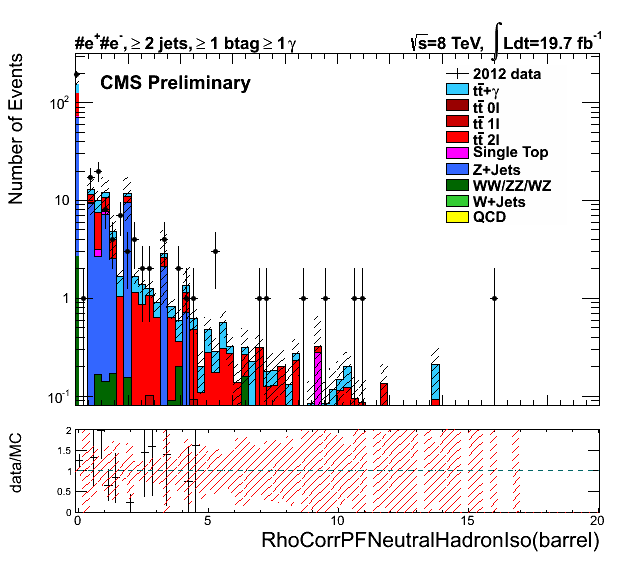 #e⁺#e⁻, ≥ 2 jets, ≥ 1 btag ≥ 1γ
√s=8 TeV, ∫ Ldt=19.7 fb⁻¹
CMS Preliminary
Number of Events
2012 data
tt̄+γ
tt̄ 0l
tt̄ 1l
tt̄ 2l
Single Top
Z+Jets
WW/ZZ/WZ
W+Jets
QCD
10²
10
1
10⁻¹
data/MC
2
1.5
1
0.5
0
0 5 10 15 20
RhoCorrPFNeutralHadronIso(barrel)